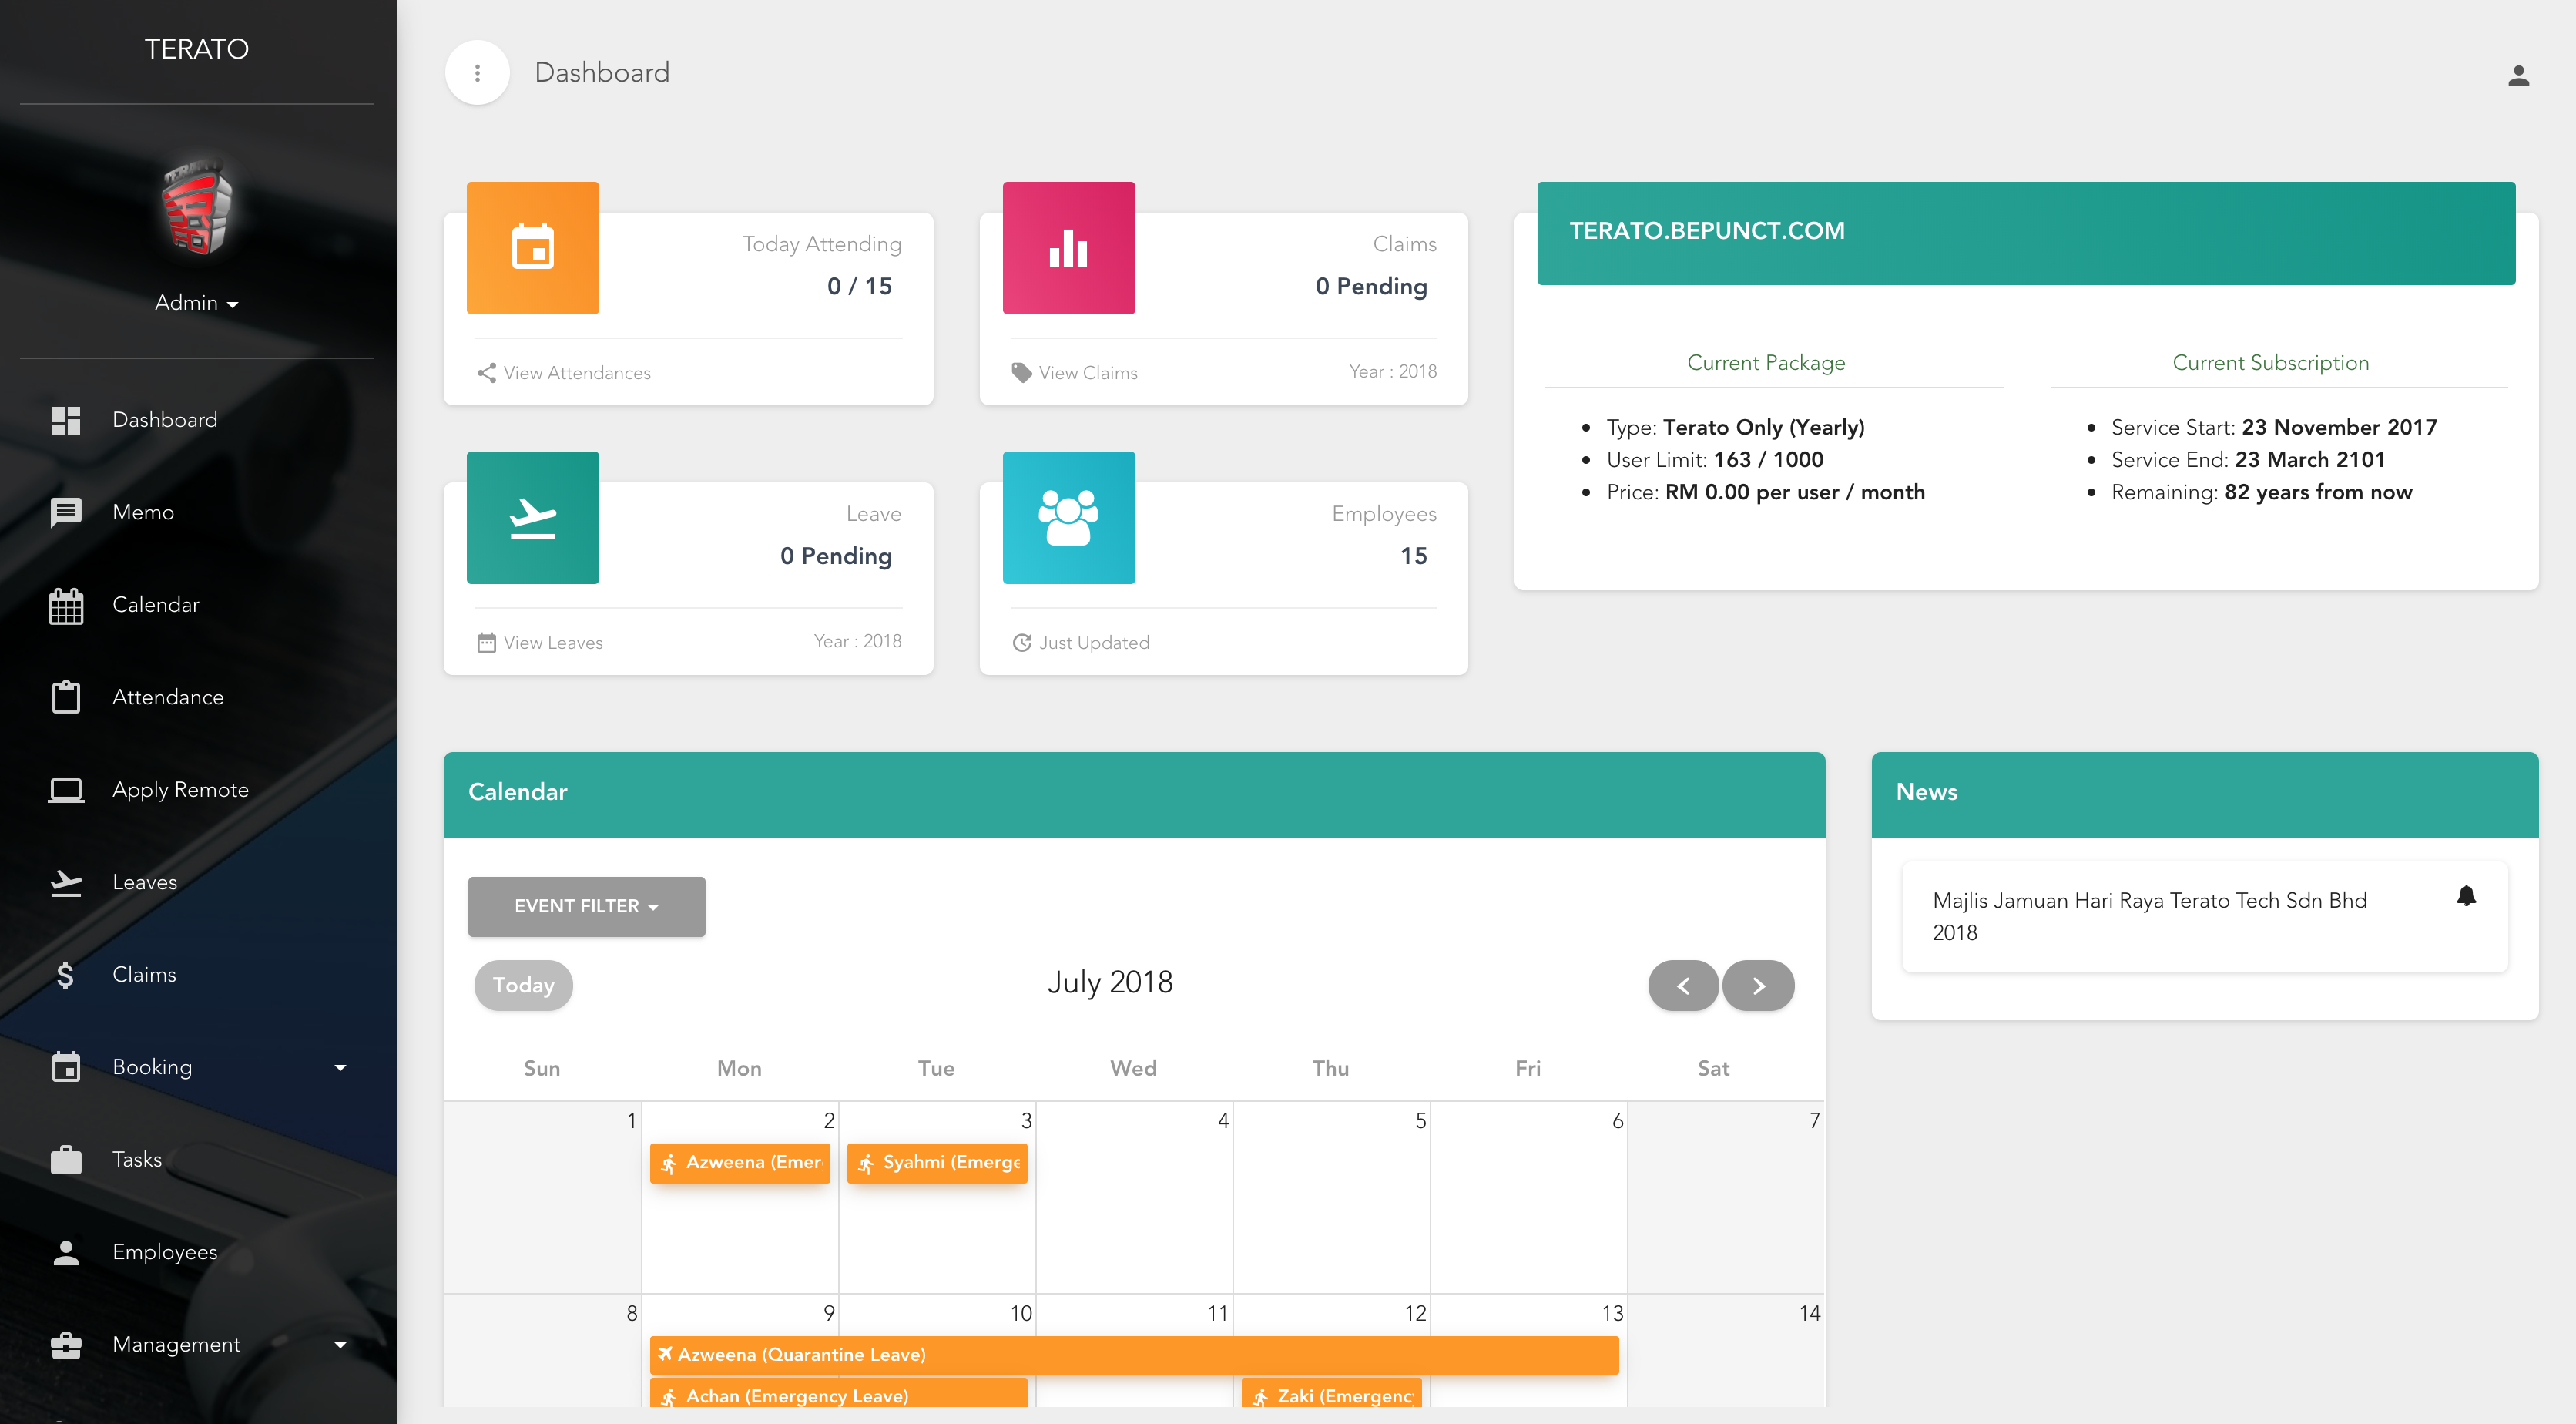 TERATO
TERATO
Admin
Dashboard
Memo
Calendar
Attendance
Apply Remote
Leaves
Claims
Booking
Tasks
Employees
Management
Dashboard
Today Attending
0 / 15
View Attendances
Claims
0 Pending
View Claims
Year : 2018
Leave
0 Pending
View Leaves
Year : 2018
Employees
15
Just Updated
TERATO.BEPUNCT.COM
Current Package
Type: Terato Only (Yearly)
User Limit: 163 / 1000
Price: RM 0.00 per user / month
Current Subscription
Service Start: 23 November 2017
Service End: 23 March 2101
Remaining: 82 years from now
Calendar
EVENT FILTER
Today
July 2018
Sun Mon Tue Wed Thu Fri Sat
1 2 3 4 5 6 7
Azweena (Emer
Syahmi (Emerge
8 9 10 11 12 13 14
Azweena (Quarantine Leave)
Achan (Emergency Leave)
Zaki (Emergenc
News
Majlis Jamuan Hari Raya Terato Tech Sdn Bhd
2018